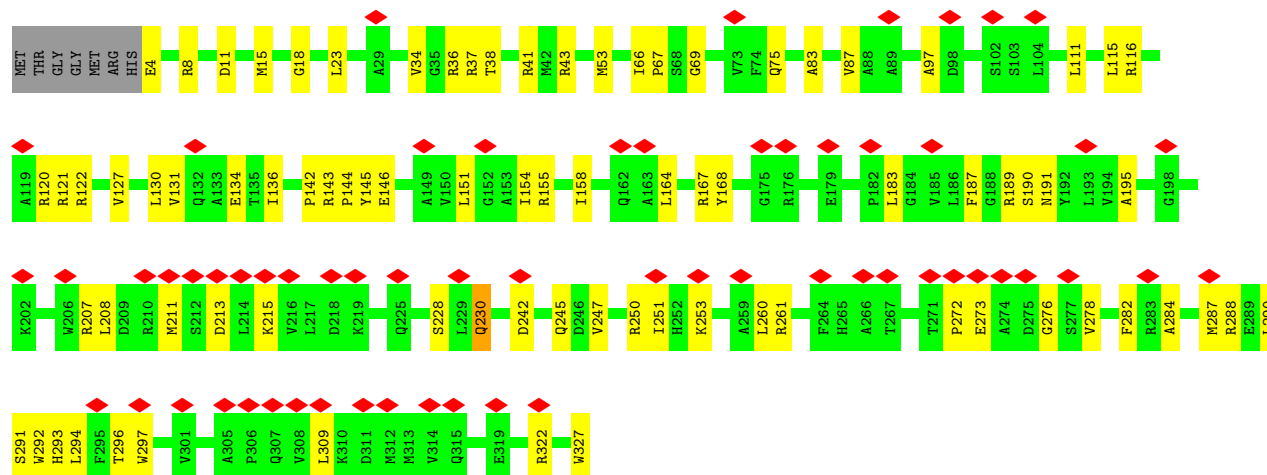 MET THR GLY GLY MET ARG HIS E4 R8 D11 M15 G18 L23 A29 V34 G35 R36 R37 T38 R41 M42 R43 M53 I66 P67 S68 G69 V73 F74 Q75 A83 V87 A88 A89 A97 D98 S102 S103 L104 L111 L115 R116
A119 R120 R121 R122 V127 L130 V131 Q132 A133 E134 T135 I136 P142 R143 P144 Y145 E146 A149 V150 L151 G152 A153 I154 R155 I158 Q162 A163 L164 R167 Y168 G175 R176 E179 P182 L183 G184 V185 L186 F187 G188 R189 S190 N191 Y192 L193 V194 A195 G198
K202 W206 R207 L208 D209 R210 M211 S212 D213 L214 K215 V216 L217 D218 K219 Q225 S228 L229 Q230 D242 Q245 D246 V247 R250 I251 H252 K253 A259 L260 R261 F264 H265 A266 T267 T271 P272 E273 A274 D275 G276 S277 V278 F282 R283 A284 M287 R288 E289 L290
S291 W292 H293 L294 F295 T296 W297 V301 A305 P306 Q307 V308 L309 K310 D311 M312 M313 V314 Q315 E319 R322 W327